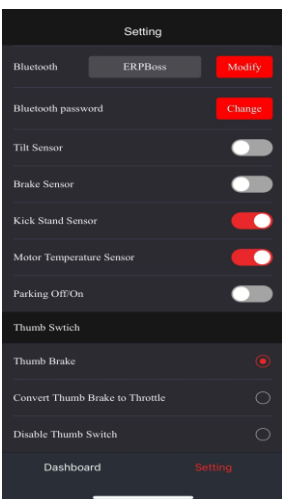 Setting
Bluetooth ERPBoss Modify
Bluetooth password Change
Tilt Sensor
Brake Sensor
Kick Stand Sensor
Motor Temperature Sensor
Parking Off/On
Thumb Swtich
Thumb Brake
Convert Thumb Brake to Throttle
Disable Thumb Switch
Dashboard Setting